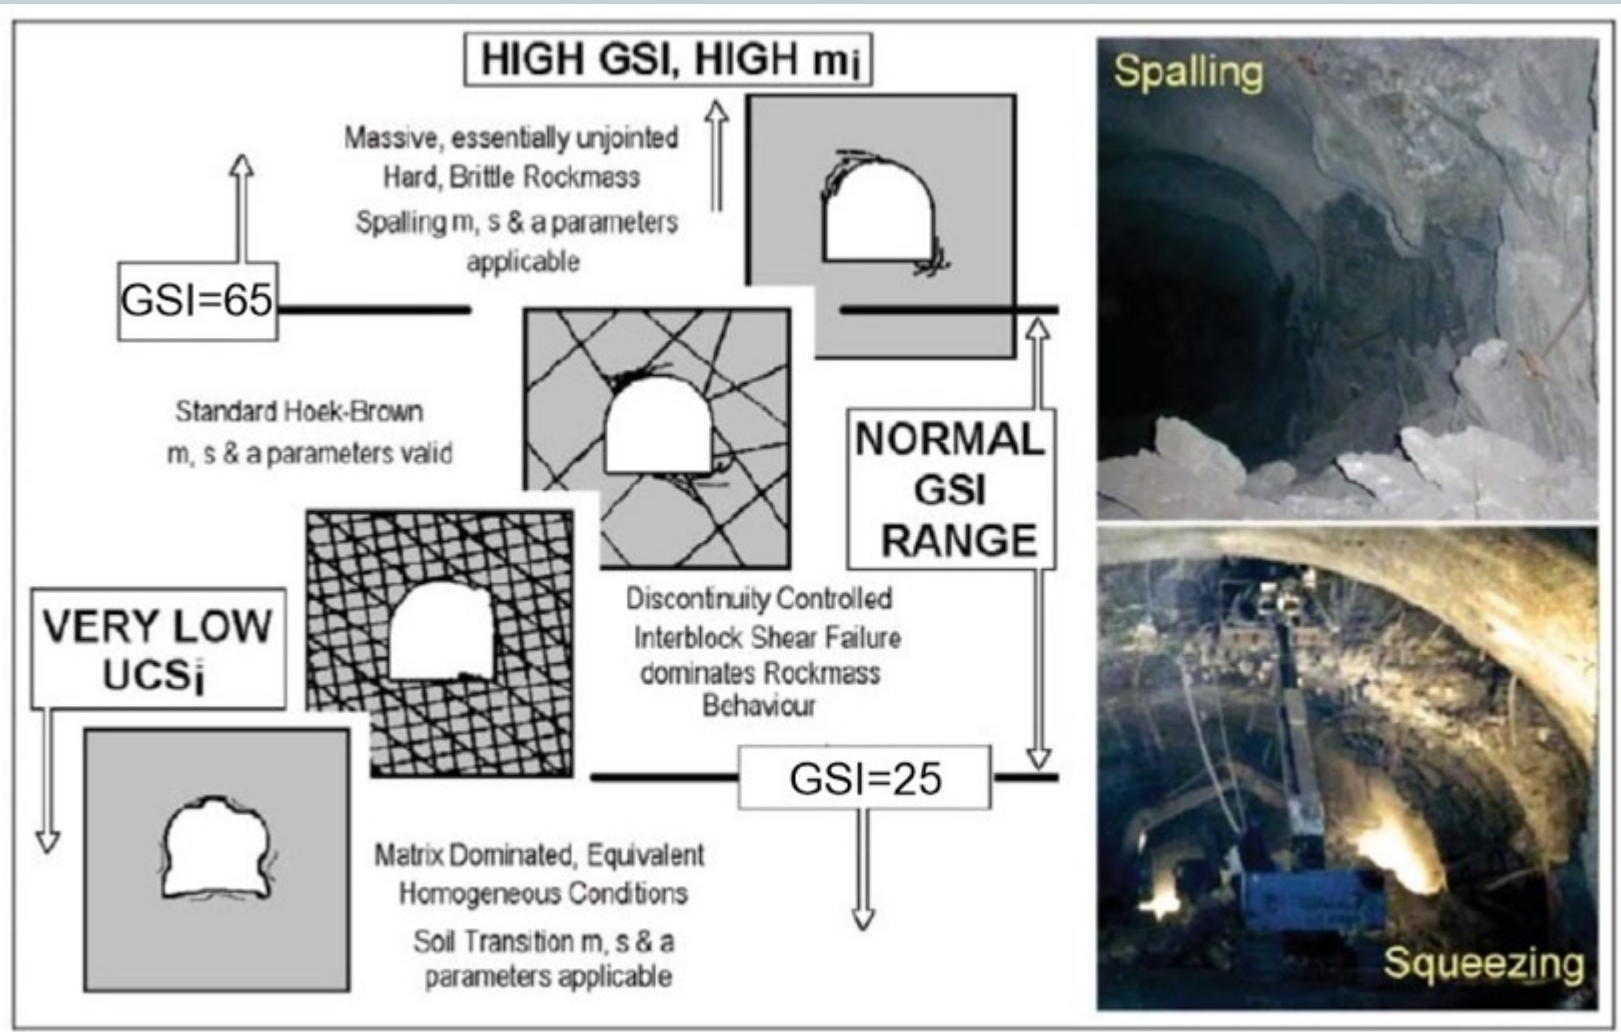 HIGH GSI, HIGH mi
Massive, essentially unjointed
Hard, Brittle Rockmass
Spalling m, s & a parameters
applicable
GSI=65
Standard Hoek-Brown
m, s & a parameters valid
NORMAL
GSI
RANGE
Discontinuity Controlled
Interblock Shear Failure
dominates Rockmass
Behaviour
VERY LOW
UCSi
GSI=25
Matrix Dominated, Equivalent
Homogeneous Conditions
Soil Transition m, s & a
parameters applicable
Spalling
Squeezing